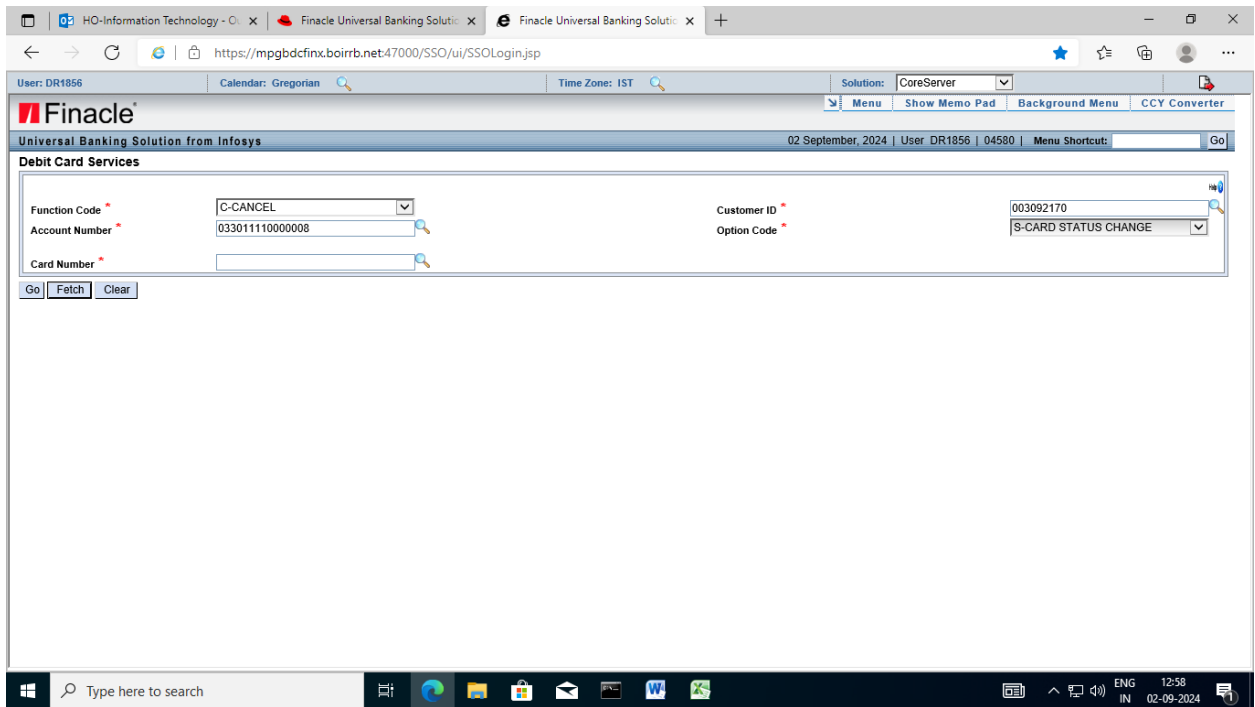 HO-Information Technology - Ou
Finacle Universal Banking Solutio
Finacle Universal Banking Solutio
https://mpgbdcfinx.boirrb.net:47000/SSO/ui/SSOLogin.jsp
User: DR1856 Calendar: Gregorian Time Zone: IST Solution: CoreServer
Finacle
Menu Show Memo Pad Background Menu CCY Converter
Universal Banking Solution from Infosys 02 September, 2024 | User DR1856 | 04580 | Menu Shortcut: Go
Debit Card Services
Help
Function Code * C-CANCEL Customer ID * 003092170
Account Number * 033011110000008 Option Code * S-CARD STATUS CHANGE
Card Number *
Go Fetch Clear
Type here to search
ENG 12:58
IN 02-09-2024